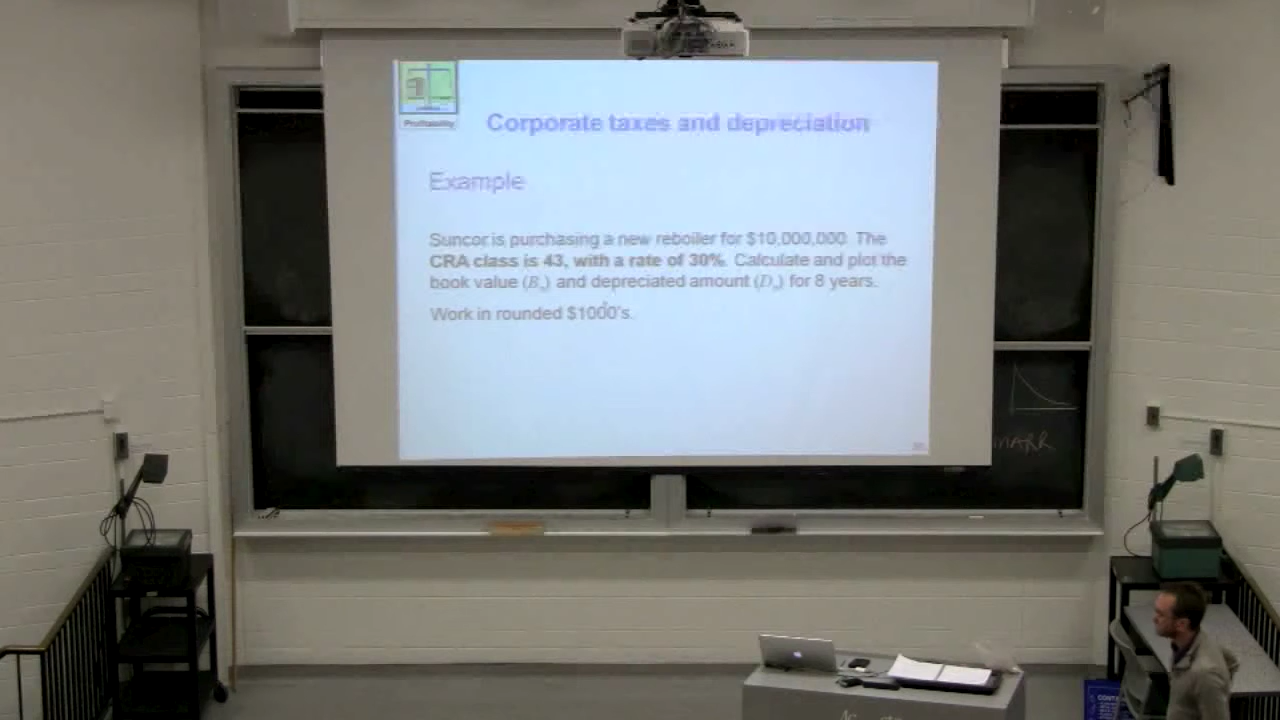 Profitability
Corporate taxes and depreciation
Example
Suncor is purchasing a new reboiler for $10,000,000. The
CRA class is 43, with a rate of 30%. Calculate and plot the
book value (Bₛ) and depreciated amount (Dₛ) for 8 years.
Work in rounded $1000's.
MARR